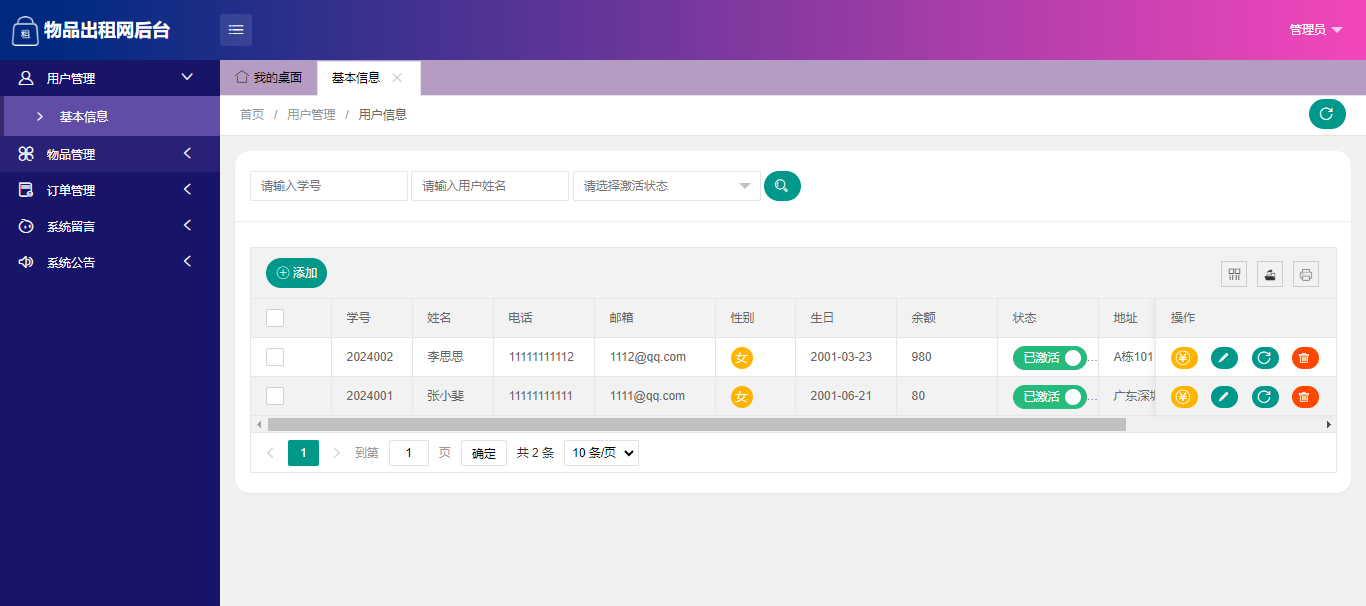 租 物品出租网后台
管理员
用户管理
基本信息
物品管理
订单管理
系统留言
系统公告
我的桌面 基本信息
首页 / 用户管理 / 用户信息
请输入学号 请输入用户姓名 请选择激活状态
添加
学号 姓名 电话 邮箱 性别 生日 余额 状态 地址 操作
2024002 李思思 11111111112 1112@qq.com 女 2001-03-23 980 已激活 ... A栋101
2024001 张小斐 11111111111 1111@qq.com 女 2001-06-21 80 已激活 ... 广东深圳
1 到第 1 页 确定 共 2 条 10 条/页